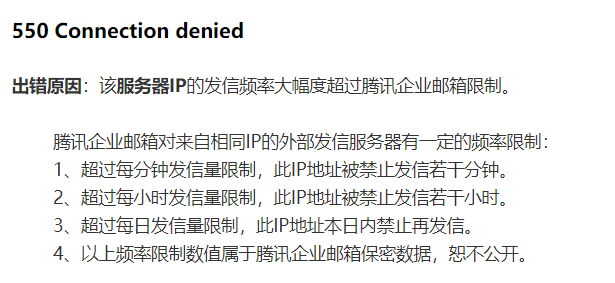 550 Connection denied
出错原因：该服务器IP的发信频率大幅度超过腾讯企业邮箱限制。
腾讯企业邮箱对来自相同IP的外部发信服务器有一定的频率限制：
1、超过每分钟发信量限制，此IP地址被禁止发信若干分钟。
2、超过每小时发信量限制，此IP地址被禁止发信若干小时。
3、超过每日发信量限制，此IP地址本日内禁止再发信。
4、以上频率限制数值属于腾讯企业邮箱保密数据，恕不公开。